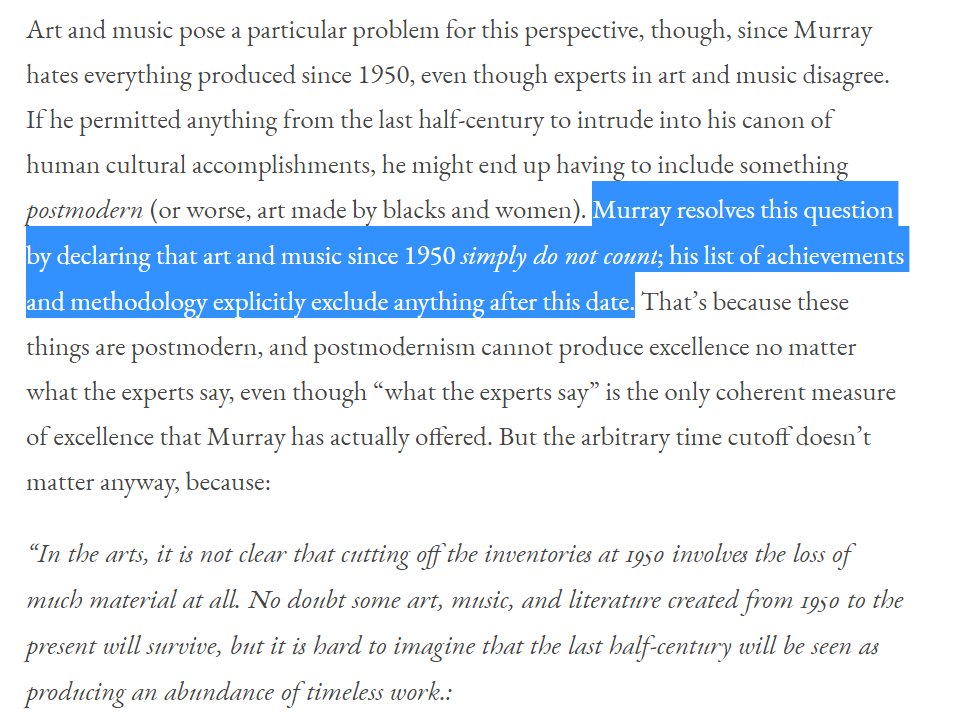 Art and music pose a particular problem for this perspective, though, since Murray
hates everything produced since 1950, even though experts in art and music disagree.
If he permitted anything from the last half-century to intrude into his canon of
human cultural accomplishments, he might end up having to include something
postmodern (or worse, art made by blacks and women). Murray resolves this question
by declaring that art and music since 1950 simply do not count; his list of achievements
and methodology explicitly exclude anything after this date. That’s because these
things are postmodern, and postmodernism cannot produce excellence no matter
what the experts say, even though “what the experts say” is the only coherent measure
of excellence that Murray has actually offered. But the arbitrary time cutoff doesn’t
matter anyway, because:
“In the arts, it is not clear that cutting off the inventories at 1950 involves the loss of
much material at all. No doubt some art, music, and literature created from 1950 to the
present will survive, but it is hard to imagine that the last half-century will be seen as
producing an abundance of timeless work.: